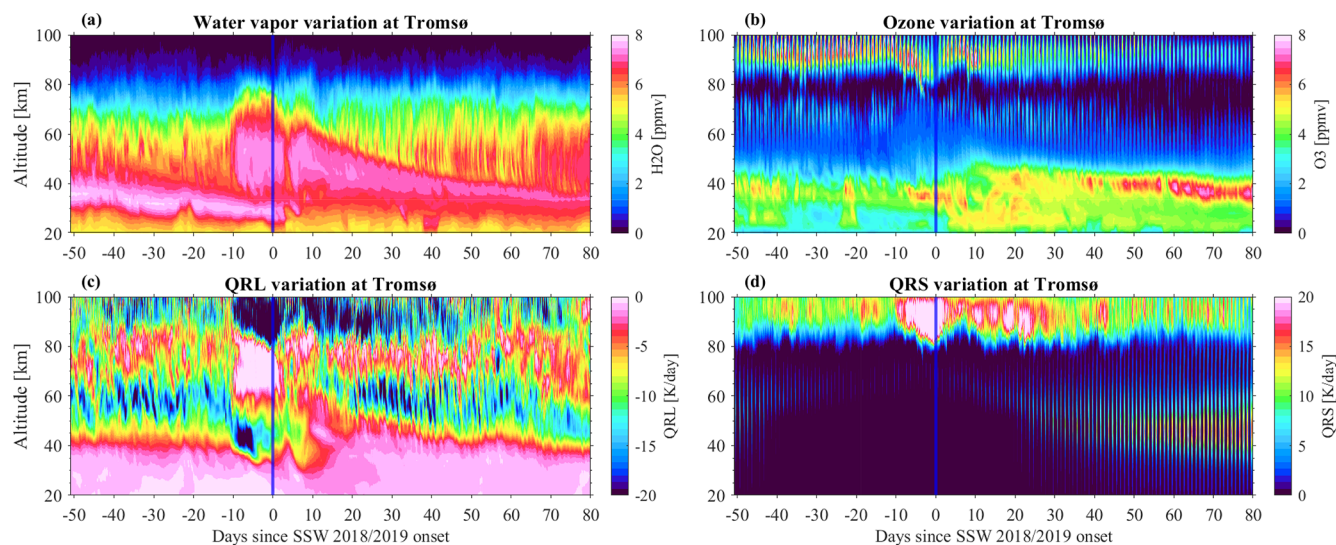 (a) Water vapor variation at Tromsø
100
80
60
40
20
Altitude [km]
-50 -40 -30 -20 -10 0 10 20 30 40 50 60 70 80
8
6
4
2
0
H2O [ppmv]
(b) Ozone variation at Tromsø
100
80
60
40
20
-50 -40 -30 -20 -10 0 10 20 30 40 50 60 70 80
8
6
4
2
0
O3 [ppmv]
(c) QRL variation at Tromsø
100
80
60
40
20
Altitude [km]
-50 -40 -30 -20 -10 0 10 20 30 40 50 60 70 80
Days since SSW 2018/2019 onset
0
-5
-10
-15
-20
QRL [K/day]
(d) QRS variation at Tromsø
100
80
60
40
20
-50 -40 -30 -20 -10 0 10 20 30 40 50 60 70 80
Days since SSW 2018/2019 onset
20
15
10
5
0
QRS [K/day]